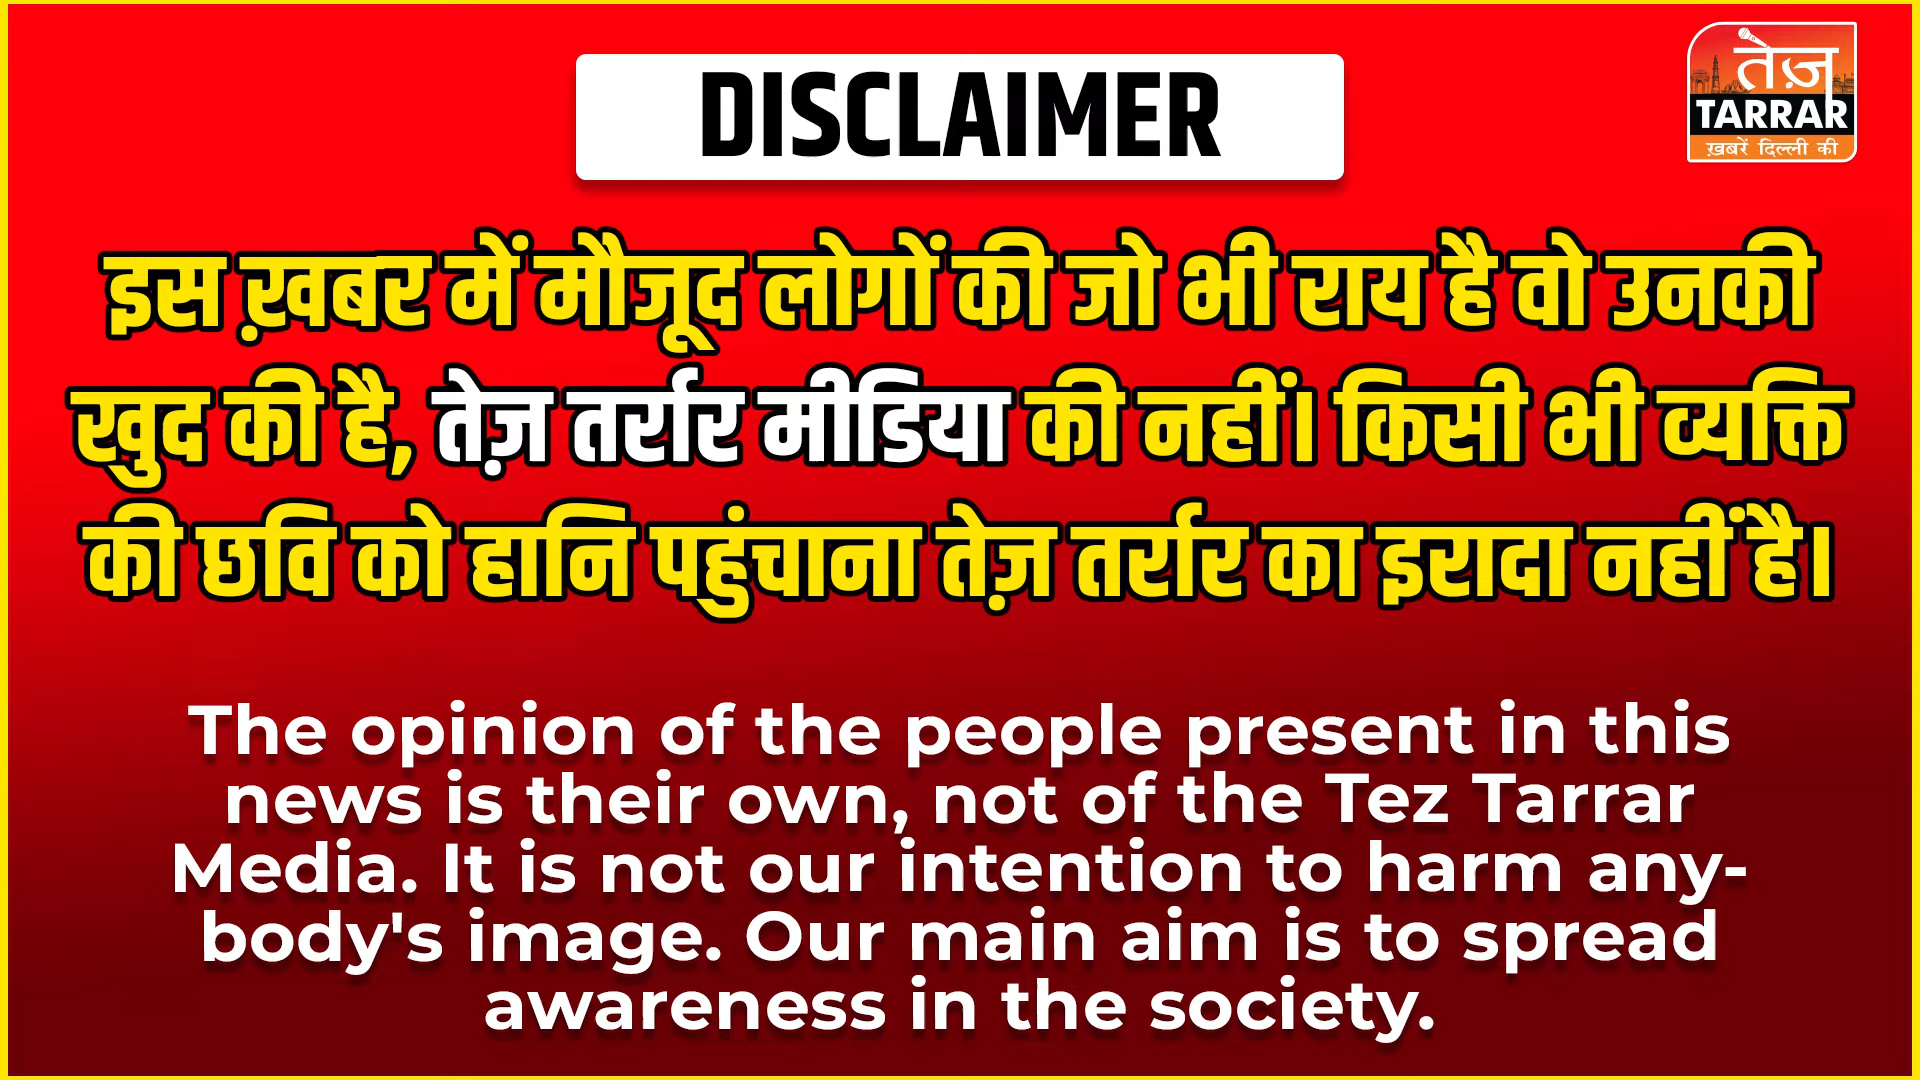 DISCLAIMER
तेज़
TARRAR
ख़बरें दिल्ली की
इस ख़बर में मौजूद लोगों की जो भी राय है वो उनकी
खुद की है, तेज़ तर्रार मीडिया की नहीं। किसी भी व्यक्ति
की छवि को हानि पहुंचाना तेज़ तर्रार का इरादा नहीं है।
The opinion of the people present in this
news is their own, not of the Tez Tarrar
Media. It is not our intention to harm any-
body's image. Our main aim is to spread
awareness in the society.